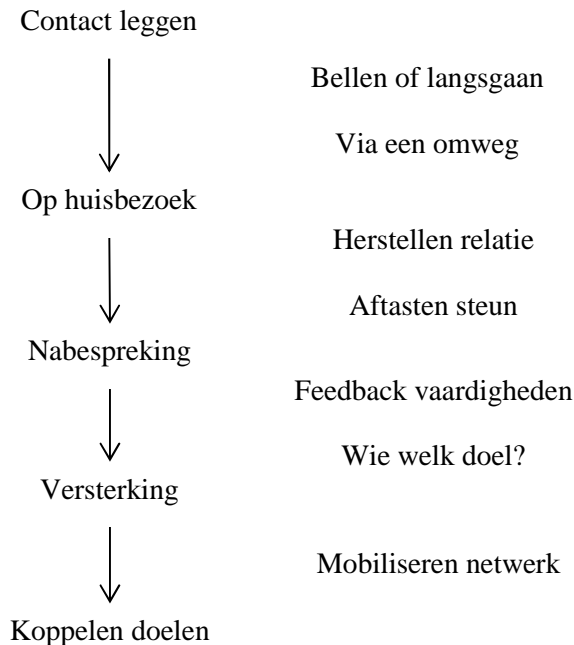 Contact leggen
Bellen of langsgaan
Via een omweg
Op huisbezoek
Herstellen relatie
Aftasten steun
Nabespreking
Feedback vaardigheden
Wie welk doel?
Versterking
Mobiliseren netwerk
Koppelen doelen